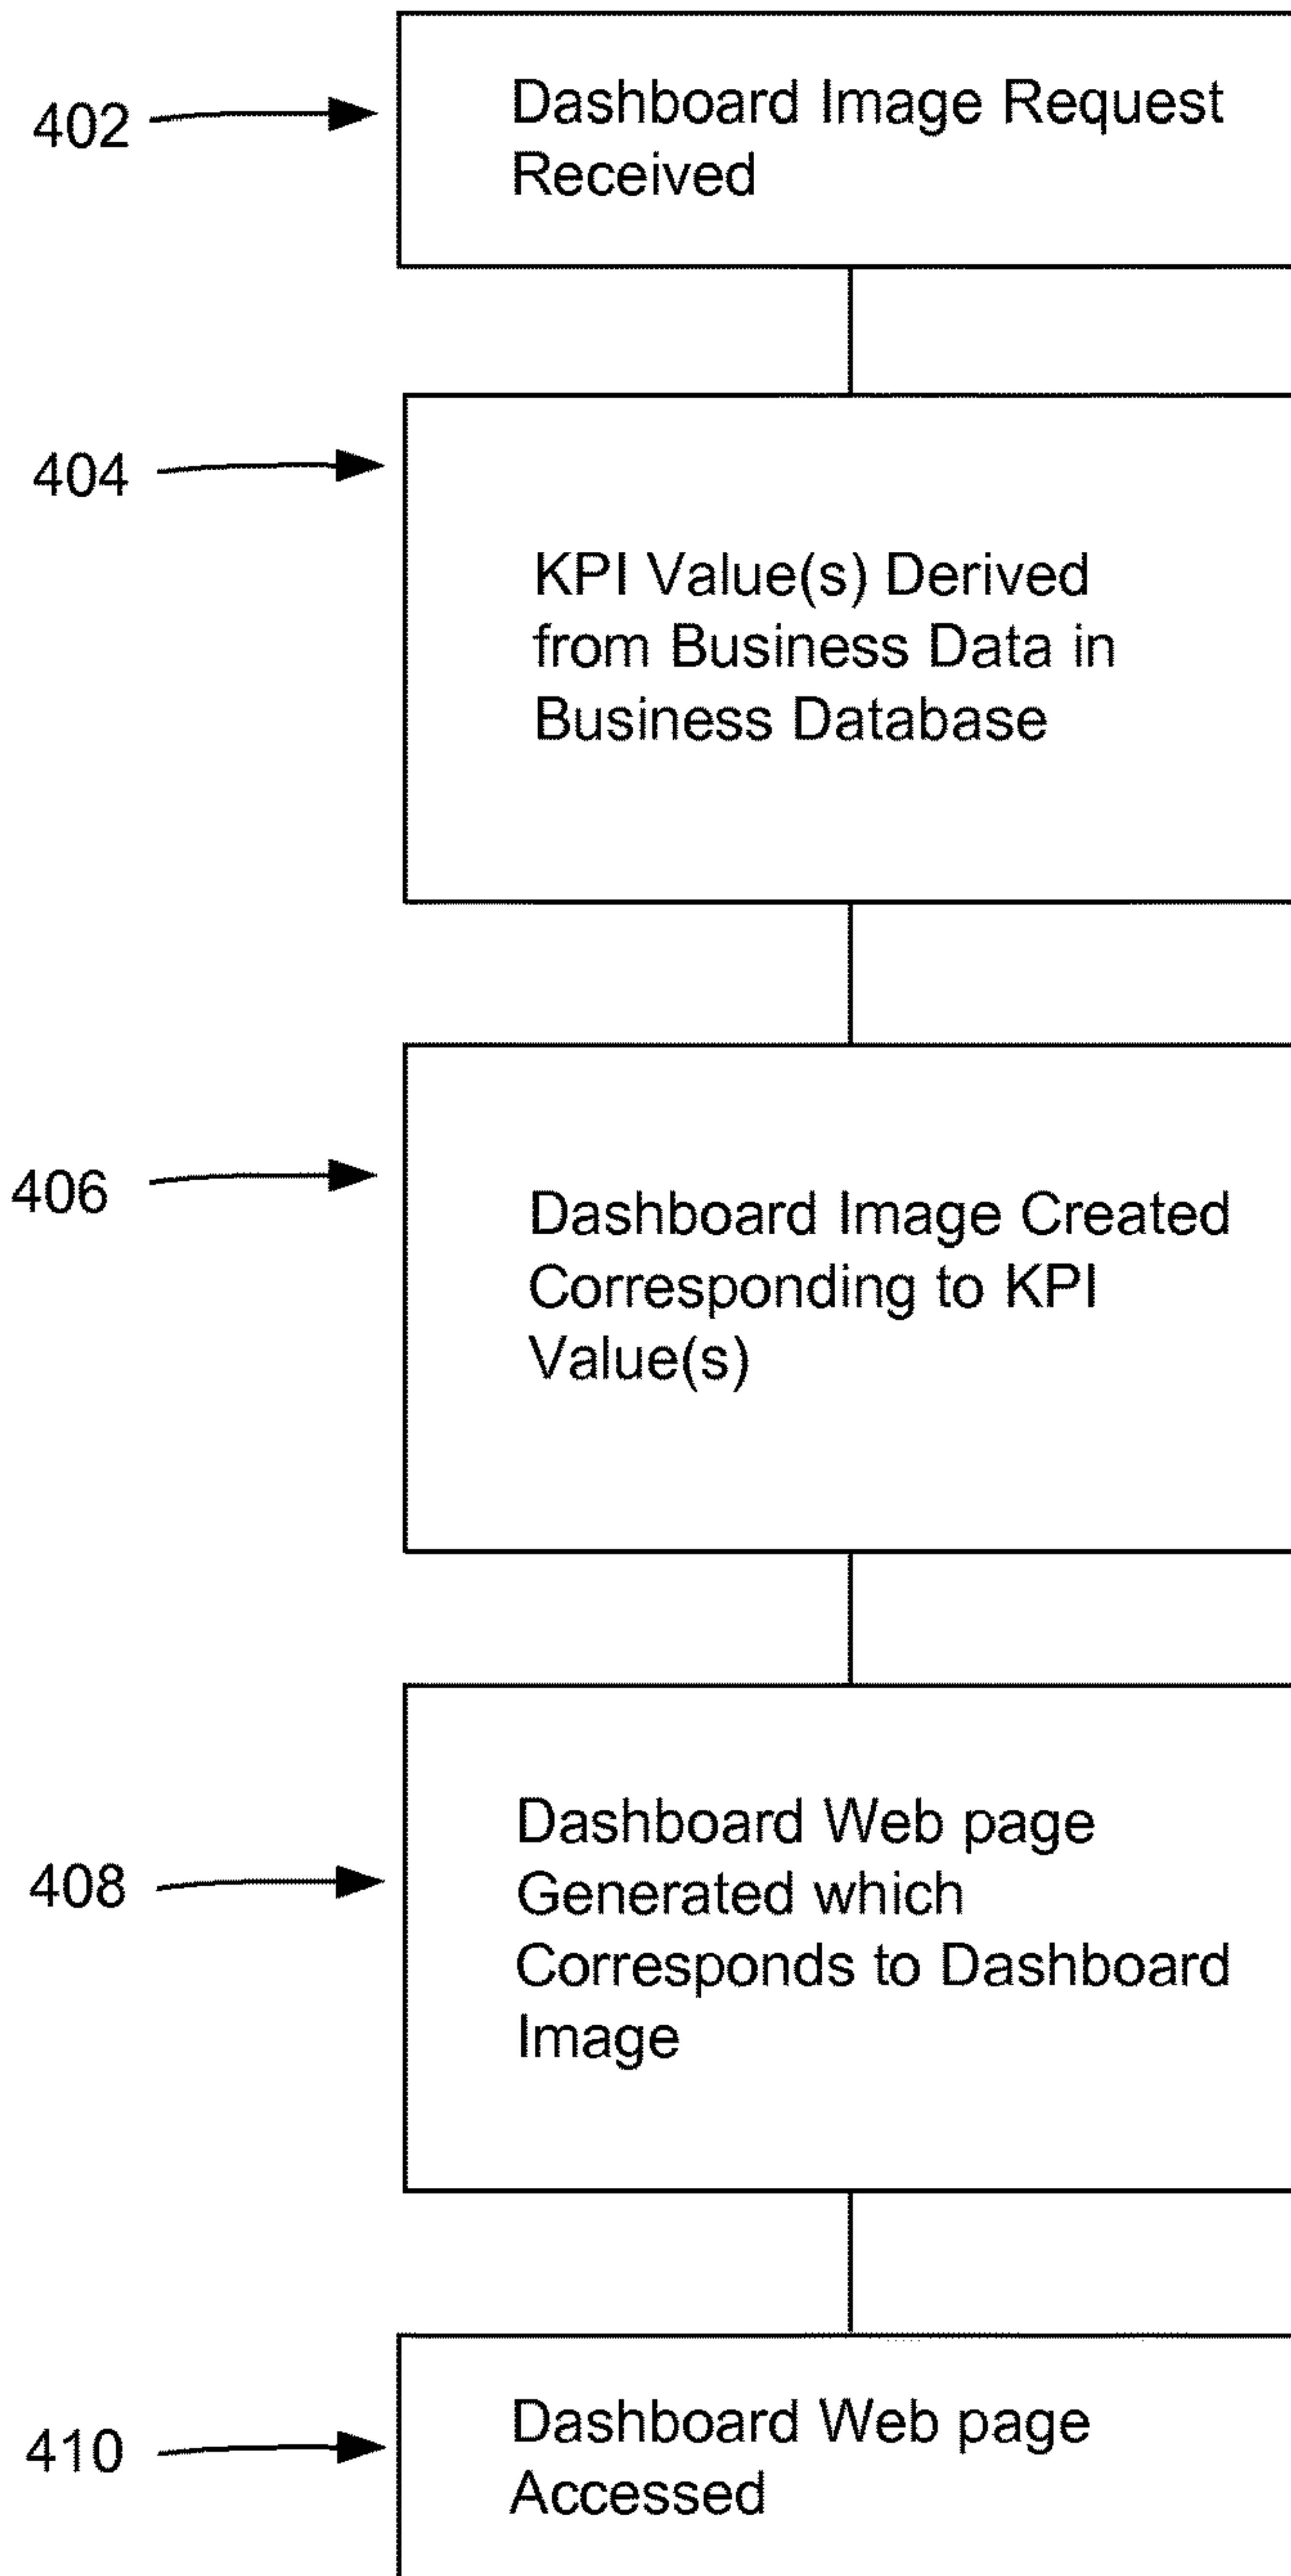 402
Dashboard Image Request
Received
404
KPI Value(s) Derived
from Business Data in
Business Database
406
Dashboard Image Created
Corresponding to KPI
Value(s)
408
Dashboard Web page
Generated which
Corresponds to Dashboard
Image
410
Dashboard Web page
Accessed